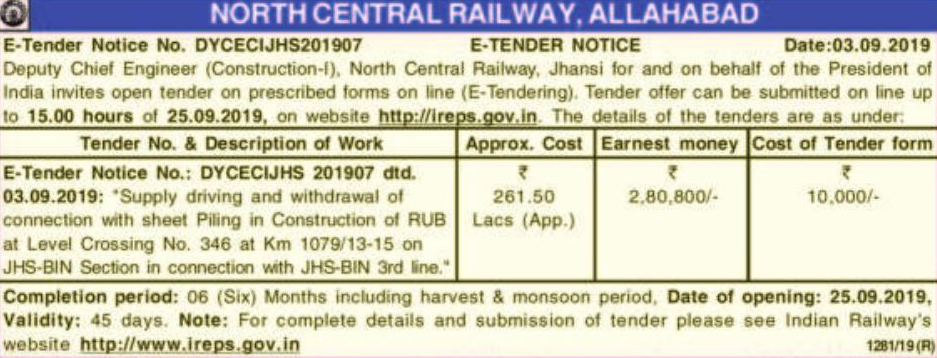 NORTH CENTRAL RAILWAY, ALLAHABAD
E-Tender Notice No. DYCECIJHS201907 E-TENDER NOTICE Date:03.09.2019
Deputy Chief Engineer (Construction-I), North Central Railway, Jhansi for and on behalf of the President of
India invites open tender on prescribed forms on line (E-Tendering). Tender offer can be submitted on line up
to 15.00 hours of 25.09.2019, on website http://ireps.gov.in. The details of the tenders are as under:
Tender No. & Description of Work Approx. Cost Earnest money Cost of Tender form
E-Tender Notice No.: DYCECIJHS 201907 dtd. ₹ ₹ ₹
03.09.2019: "Supply driving and withdrawal of 261.50 2,80,800/- 10,000/-
connection with sheet Piling in Construction of RUB Lacs (App.)
at Level Crossing No. 346 at Km 1079/13-15 on
JHS-BIN Section in connection with JHS-BIN 3rd line."
Completion period: 06 (Six) Months including harvest & monsoon period, Date of opening: 25.09.2019,
Validity: 45 days. Note: For complete details and submission of tender please see Indian Railway's
website http://www.ireps.gov.in 1281/19 (R)